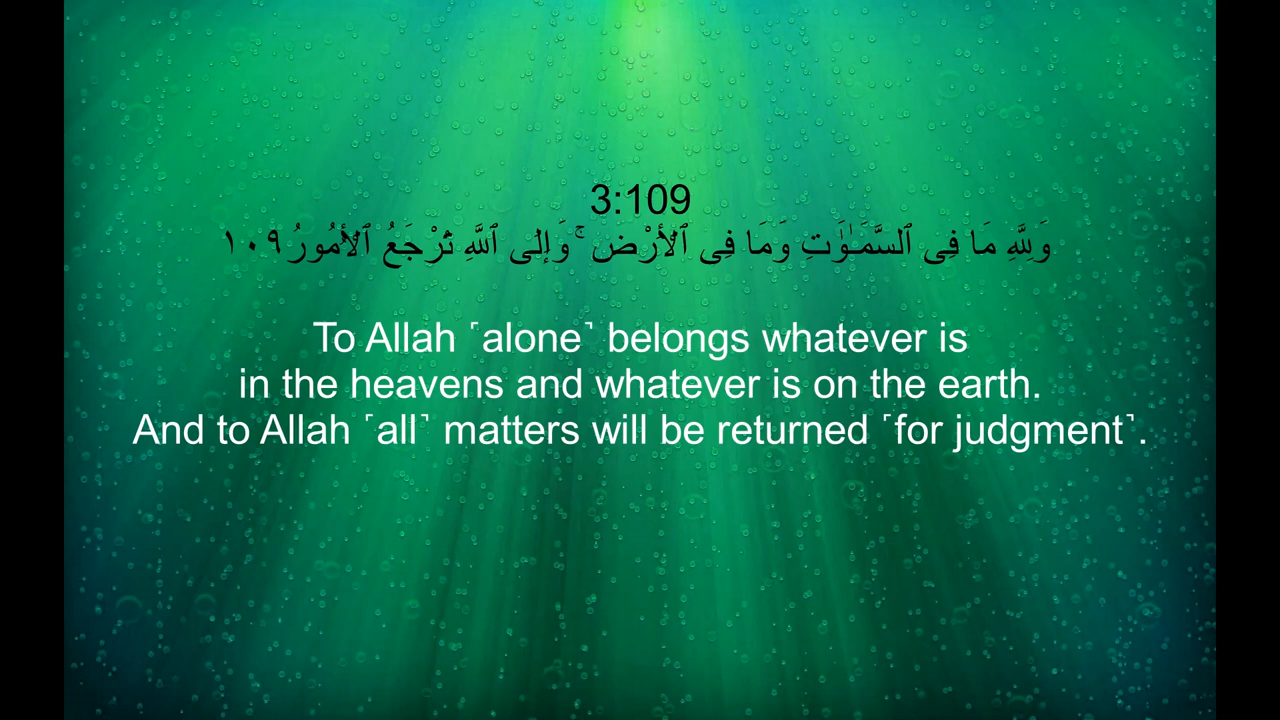 3:109
وَلِلَّهِ مَا فِى ٱلسَّمَـٰوَٰتِ وَمَا فِى ٱلْأَرْضِ ۚ وَإِلَى ٱللَّهِ تُرْجَعُ ٱلْأُمُورُ ١٠٩
To Allah ˹alone˺ belongs whatever is
in the heavens and whatever is on the earth.
And to Allah ˹all˺ matters will be returned ˹for judgment˺.